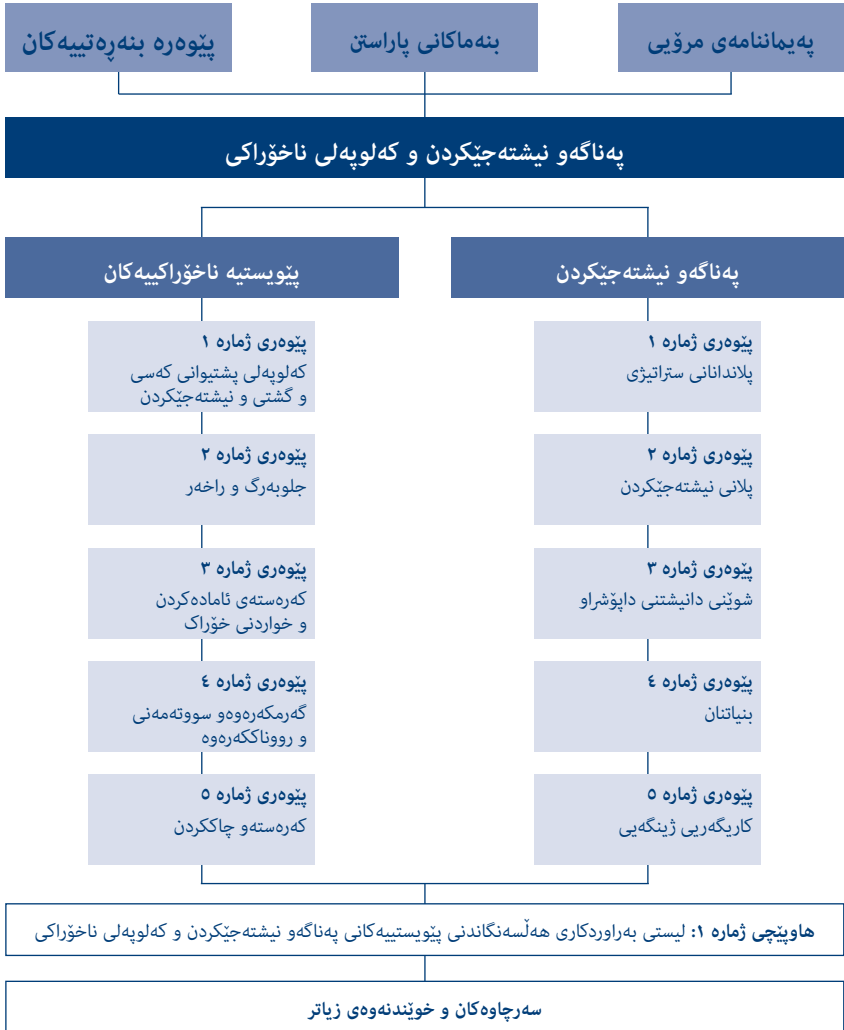 پەیماننامەی مرۆیی
بنەماکانی پاراستن
پێوەرە بنەڕەتییەکان
پەناگەو نیشتەجێکردن و کەلوپەلی ناخۆراکی
پەناگەو نیشتەجێکردن
پێوەری ژمارە ١
پلاندانانی ستراتیژی
پێوەری ژمارە ٢
پلانی نیشتەجێکردن
پێوەری ژمارە ٣
شوێنی دانیشتنی داپۆشراو
پێوەری ژمارە ٤
بنیاتنان
پێوەری ژمارە ٥
کاریگەریی ژینگەیی
پێویستیە ناخۆراکییەکان
پێوەری ژمارە ١
کەلوپەلی پشتیوانی کەسی
و گشتی و نیشتەجێکردن
پێوەری ژمارە ٢
جلوبەرگ و راخەر
پێوەری ژمارە ٣
کەرەستەی ئامادەکردن
و خواردنی خۆراک
پێوەری ژمارە ٤
گەرمکەرەوەو سووتەمەنی
و رووناککەرەوە
پێوەری ژمارە ٥
کەرەستەو چاککردن
هاوپێچی ژمارە ١: لیستی بەراوردکاری هەڵسەنگاندنی پێویستییەکانی پەناگەو نیشتەجێکردن و کەلوپەلی ناخۆراکی
سەرچاوەکان و خوێندنەوەی زیاتر